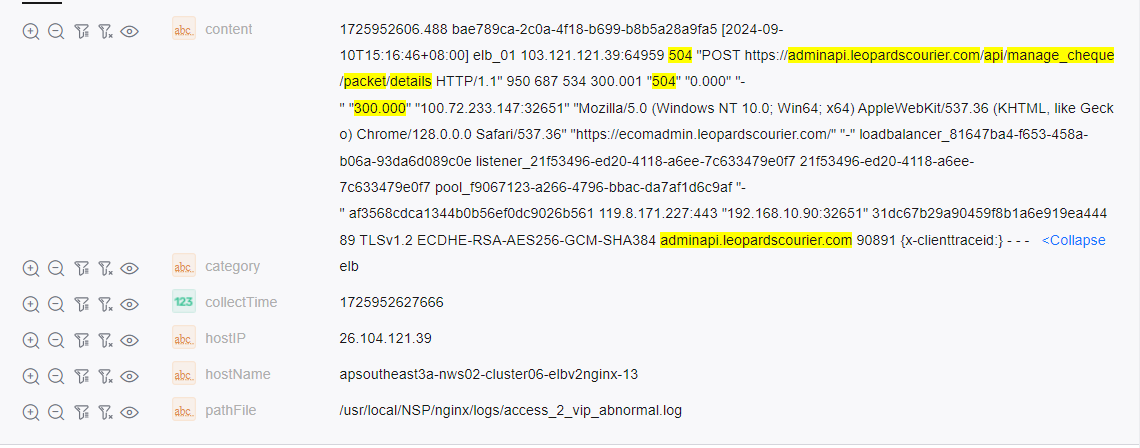 abc content 1725952606.488 bae789ca-2c0a-4f18-b699-b8b5a28a9fa5 [2024-09-
10T15:16:46+08:00] elb_01 103.121.121.39:64959 504 "POST https://adminapi.leopardscourier.com/api/manage_cheque
/packet/details HTTP/1.1" 950 687 534 300.001 "504" "0.000" "-
" "300.000" "100.72.233.147:32651" "Mozilla/5.0 (Windows NT 10.0; Win64; x64) AppleWebKit/537.36 (KHTML, like Geck
o) Chrome/128.0.0.0 Safari/537.36" "https://ecomadmin.leopardscourier.com/" "-" loadbalancer_81647ba4-f653-458a-
b06a-93da6d089c0e listener_21f53496-ed20-4118-a6ee-7c633479e0f7 21f53496-ed20-4118-a6ee-
7c633479e0f7 pool_f9067123-a266-4796-bbac-da7af1d6c9af "-
" af3568cdca1344b0b56ef0dc9026b561 119.8.171.227:443 "192.168.10.90:32651" 31dc67b29a90459f8b1a6e919ea444
89 TLSv1.2 ECDHE-RSA-AES256-GCM-SHA384 adminapi.leopardscourier.com 90891 {x-clienttraceid:} - - - <Collapse
abc category elb
123 collectTime 1725952627666
abc hostIP 26.104.121.39
abc hostName apsoutheast3a-nws02-cluster06-elbv2nginx-13
abc pathFile /usr/local/NSP/nginx/logs/access_2_vip_abnormal.log